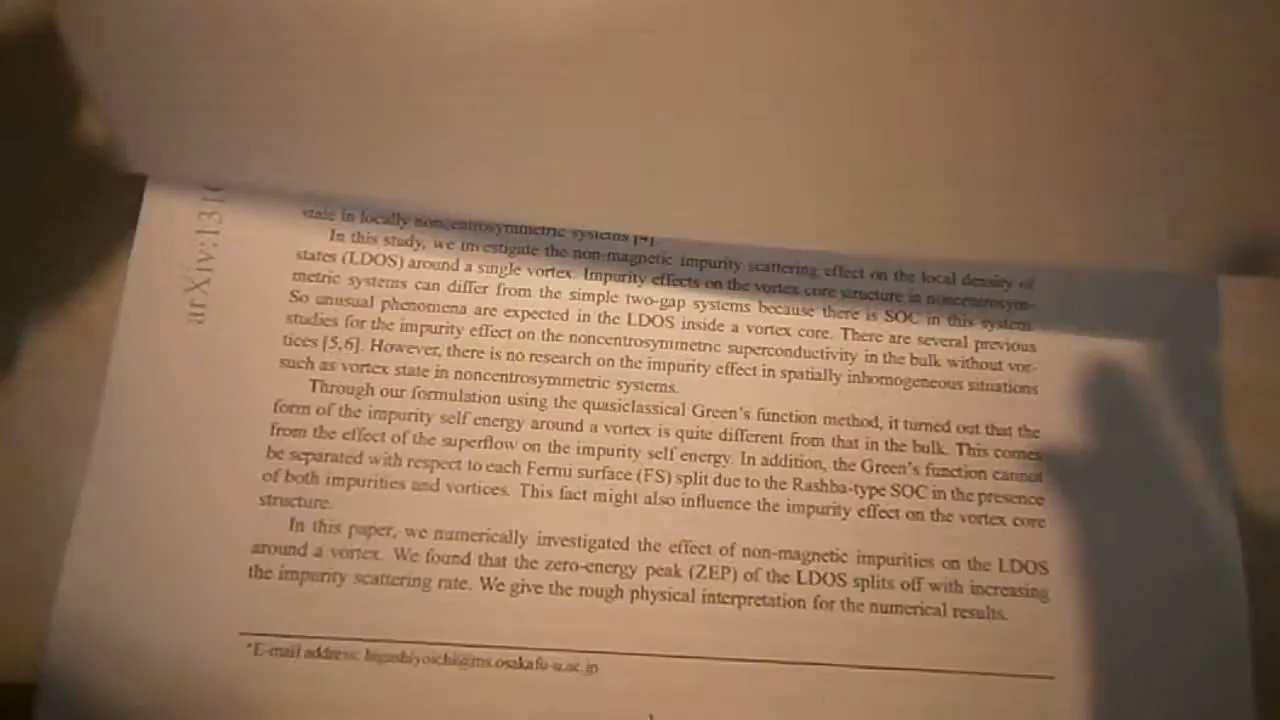 arXiv:131
state in locally noncentrosymmetric systems [4].
In this study, we investigate the non-magnetic impurity scattering effect on the local density of
states (LDOS) around a single vortex. Impurity effects on the vortex core structure in noncentrosym-
metric systems can differ from the simple two-gap systems because there is SOC in this system.
So unusual phenomena are expected in the LDOS inside a vortex core. There are several previous
studies for the impurity effect on the noncentrosymmetric superconductivity in the bulk without vor-
tices [5,6]. However, there is no research on the impurity effect in spatially inhomogeneous situations
such as vortex state in noncentrosymmetric systems.
Through our formulation using the quasiclassical Green's function method, it turned out that the
form of the impurity self energy around a vortex is quite different from that in the bulk. This comes
from the effect of the superflow on the impurity self energy. In addition, the Green's function cannot
be separated with respect to each Fermi surface (FS) split due to the Rashba-type SOC in the presence
of both impurities and vortices. This fact might also influence the impurity effect on the vortex core
structure.
In this paper, we numerically investigated the effect of non-magnetic impurities on the LDOS
around a vortex. We found that the zero-energy peak (ZEP) of the LDOS splits off with increasing
the impurity scattering rate. We give the rough physical interpretation for the numerical results.
*E-mail address: higashiyoichi@ms.osakafu-u.ac.jp